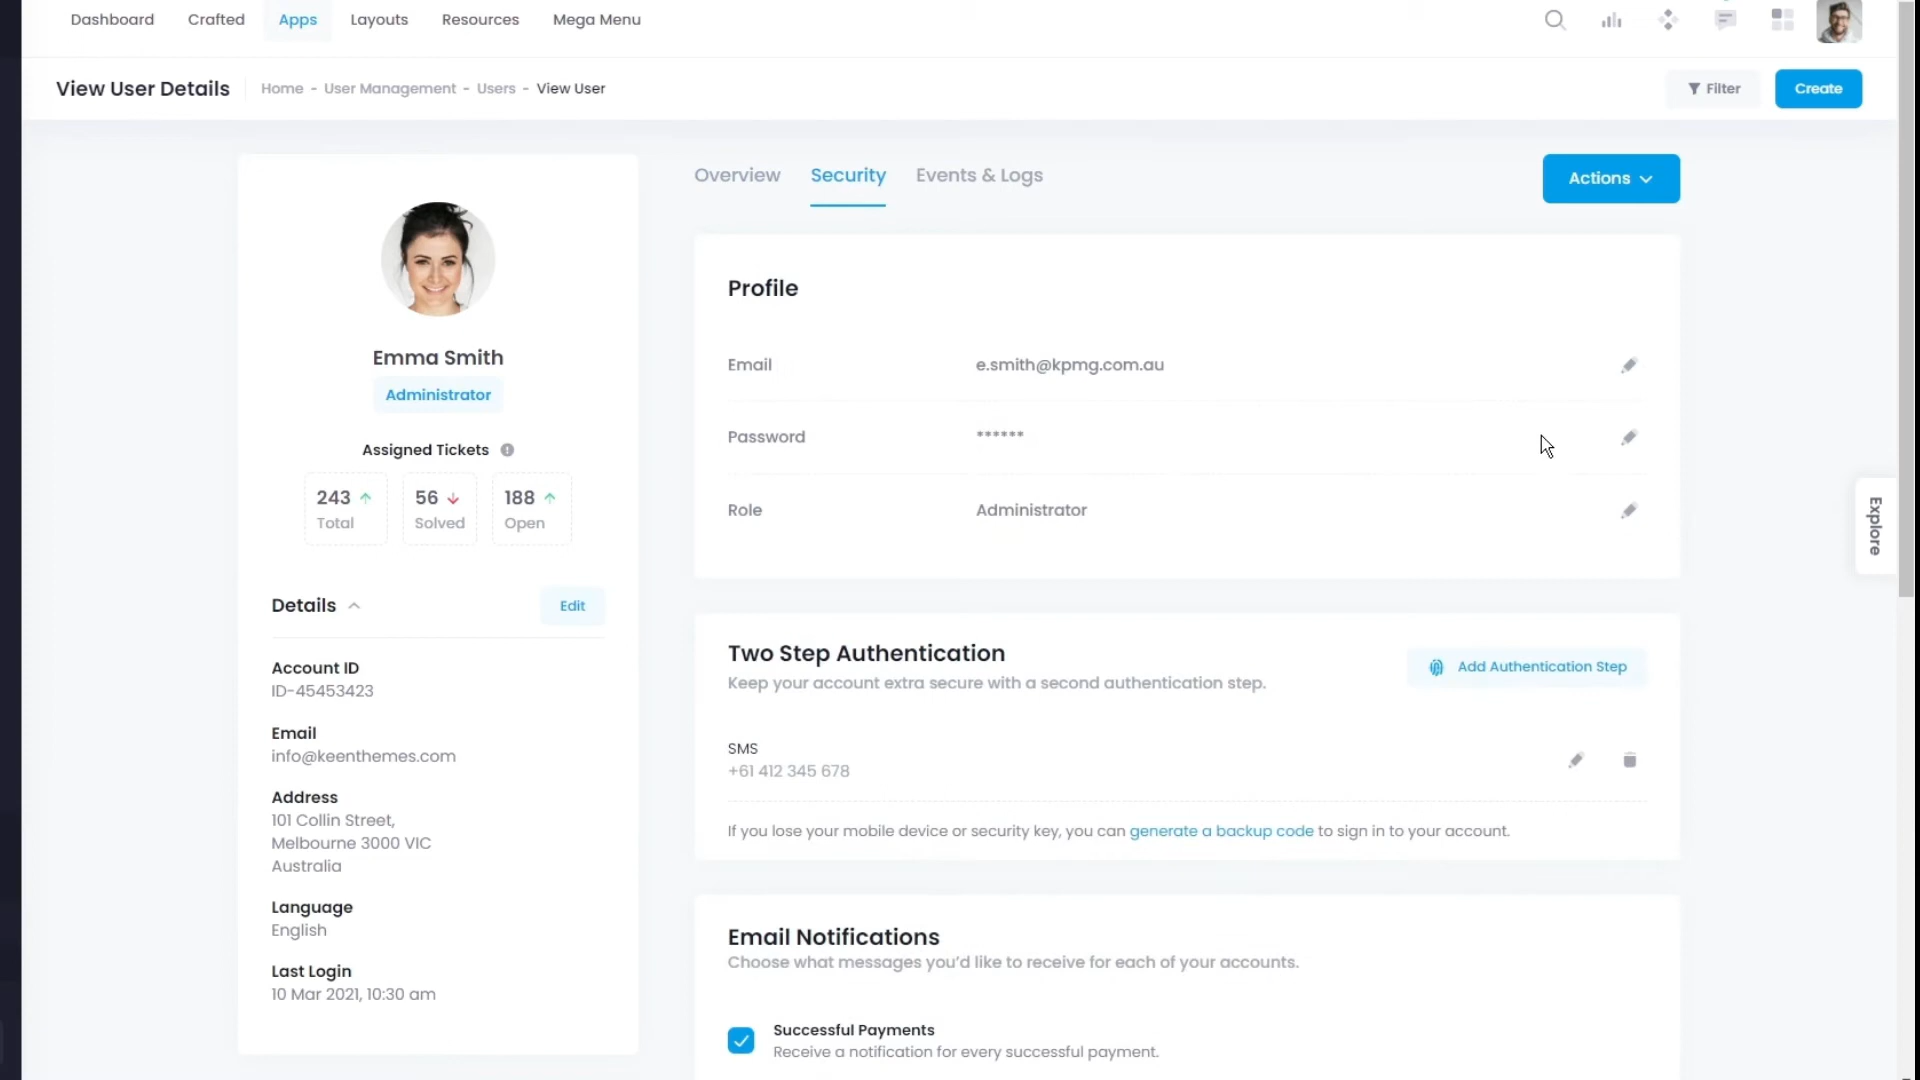 Dashboard Crafted Apps Layouts Resources Mega Menu
View User Details Home - User Management - Users - View User Filter Create
Overview Security Events & Logs Actions
Emma Smith
Administrator
Assigned Tickets
243 56 188
Total Solved Open
Details Edit
Account ID
ID-45453423
Email
info@keenthemes.com
Address
101 Collin Street,
Melbourne 3000 VIC
Australia
Language
English
Last Login
10 Mar 2021, 10:30 am
Profile
Email e.smith@kpmg.com.au
Password ******
Role Administrator
Two Step Authentication
Keep your account extra secure with a second authentication step.
Add Authentication Step
SMS
+61 412 345 678
If you lose your mobile device or security key, you can generate a backup code to sign in to your account.
Email Notifications
Choose what messages you’d like to receive for each of your accounts.
Successful Payments
Receive a notification for every successful payment.
Explore